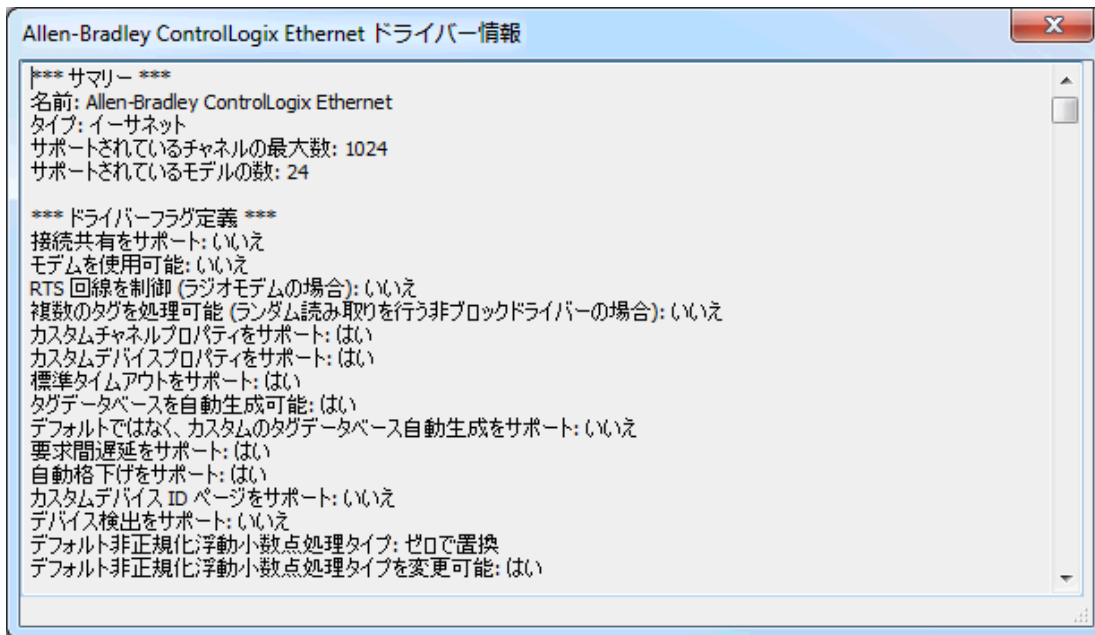 Allen-Bradley ControlLogix Ethernet ドライバー情報
*** サマリー ***
名前: Allen-Bradley ControlLogix Ethernet
タイプ: イーサネット
サポートされているチャネルの最大数: 1024
サポートされているモデルの数: 24
*** ドライバーフラグ定義 ***
接続共有をサポート: いいえ
モデムを使用可能: いいえ
RTS 回線を制御 (ラジオモデムの場合): いいえ
複数のタグを処理可能 (ランダム読み取りを行う非ブロックドライバーの場合): いいえ
カスタムチャネルプロパティをサポート: はい
カスタムデバイスプロパティをサポート: はい
標準タイムアウトをサポート: はい
タグデータベースを自動生成可能: はい
デフォルトではなく、カスタムのタグデータベース自動生成をサポート: いいえ
要求間遅延をサポート: はい
自動格下げをサポート: はい
カスタムデバイス ID ページをサポート: いいえ
デバイス検出をサポート: いいえ
デフォルト非正規化浮動小数点処理タイプ: ゼロで置換
デフォルト非正規化浮動小数点処理タイプを変更可能: はい